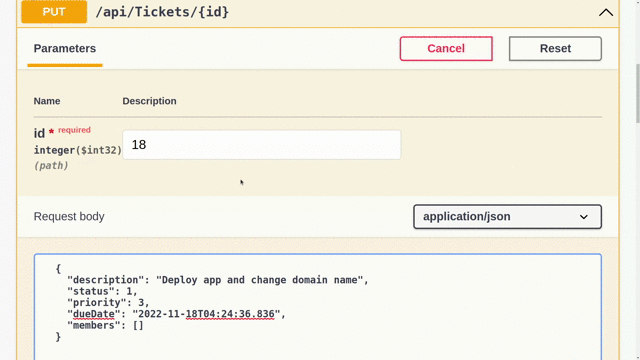 PUT /api/Tickets/{id}
Parameters Cancel Reset
Name Description
id * required
integer($int32)
(path)
18
Request body application/json
{
"description": "Deploy app and change domain name",
"status": 1,
"priority": 3,
"dueDate": "2022-11-18T04:24:36.836",
"members": []
}